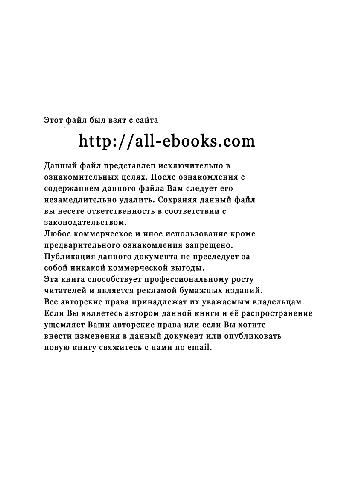 Этот файл был взят с сайта
http://all-ebooks.com
Данный файл представлен исключительно в
ознакомительных целях. После ознакомления с
содержанием данного файла Вам следует его
незамедлительно удалить. Сохраняя данный файл
вы несете ответственность в соответствии с
законодательством.
Любое коммерческое и иное использование кроме
предварительного ознакомления запрещено.
Публикация данного документа не преследует за
собой никакой коммерческой выгоды.
Эта книга способствует профессиональному росту
читателей и является рекламой бумажных изданий.
Все авторские права принадлежат их уважаемым владельцам.
Если Вы являетесь автором данной книги и её распространение
ущемляет Ваши авторские права или если Вы хотите
внести изменения в данный документ или опубликовать
новую книгу свяжитесь с нами по email.